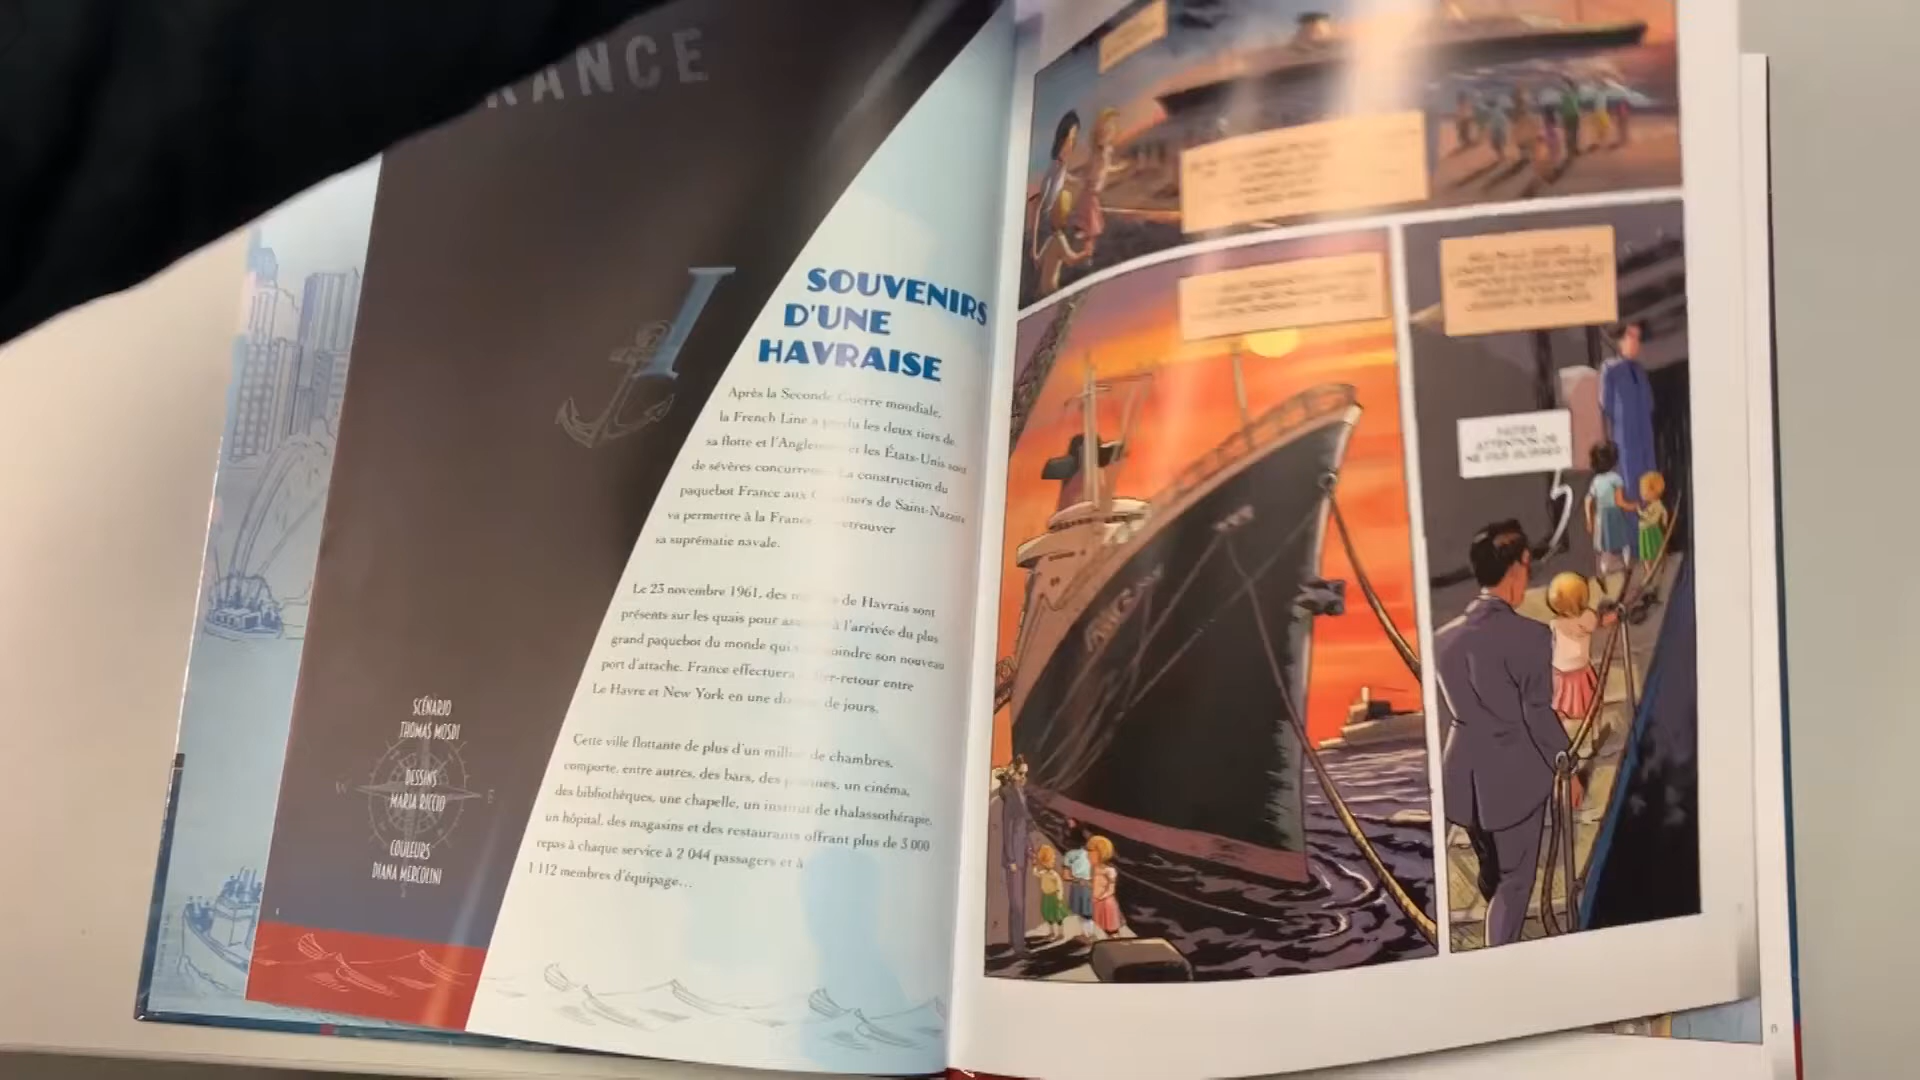 RANCE
I
SCÉNARIO
THOMAS MOSDI
DESSINS
MARIA RICCIO
COULEURS
DIANA MERCOLINI
W
E
S
SOUVENIRS
D'UNE
HAVRAISE
Après la Seconde Guerre mondiale,
la French Line a perdu les deux tiers de
sa flotte et l'Angleterre et les États-Unis sont
de sévères concurrents. La construction du
paquebot France aux Chantiers de Saint-Nazaire
va permettre à la France retrouver
sa suprématie navale.
Le 23 novembre 1961, des de Havrais sont
présents sur les quais pour à l'arrivée du plus
grand paquebot du monde qui son nouveau
port d'attache. France effectuera aller-retour entre
Le Havre et New York en une de jours.
Cette ville flottante de plus d'un millier de chambres,
comporte, entre autres, des bars, des piscines, un cinéma,
des bibliothèques, une chapelle, un institut de thalassothérapie,
un hôpital, des magasins et des restaurants offrant plus de 3 000
repas à chaque service à 2 044 passagers et à
1 112 membres d'équipage...
FAITES
ATTENTION DE
NE PAS GLISSER !